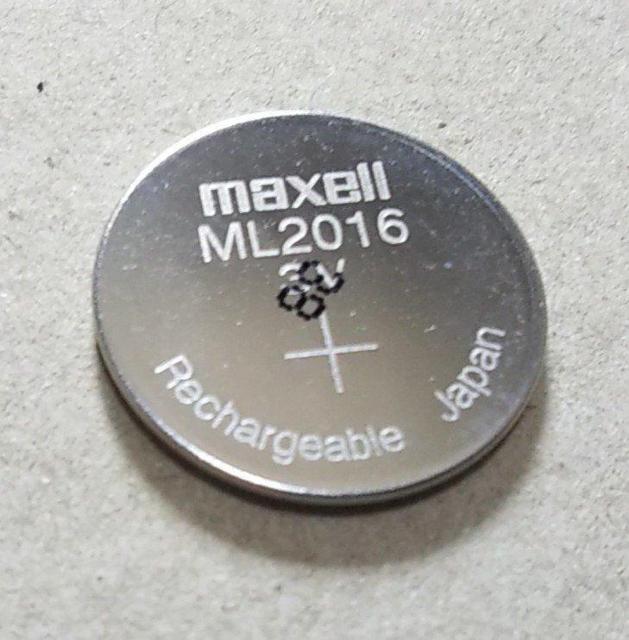 maxell
ML2016
3V
+
Rechargeable
Japan